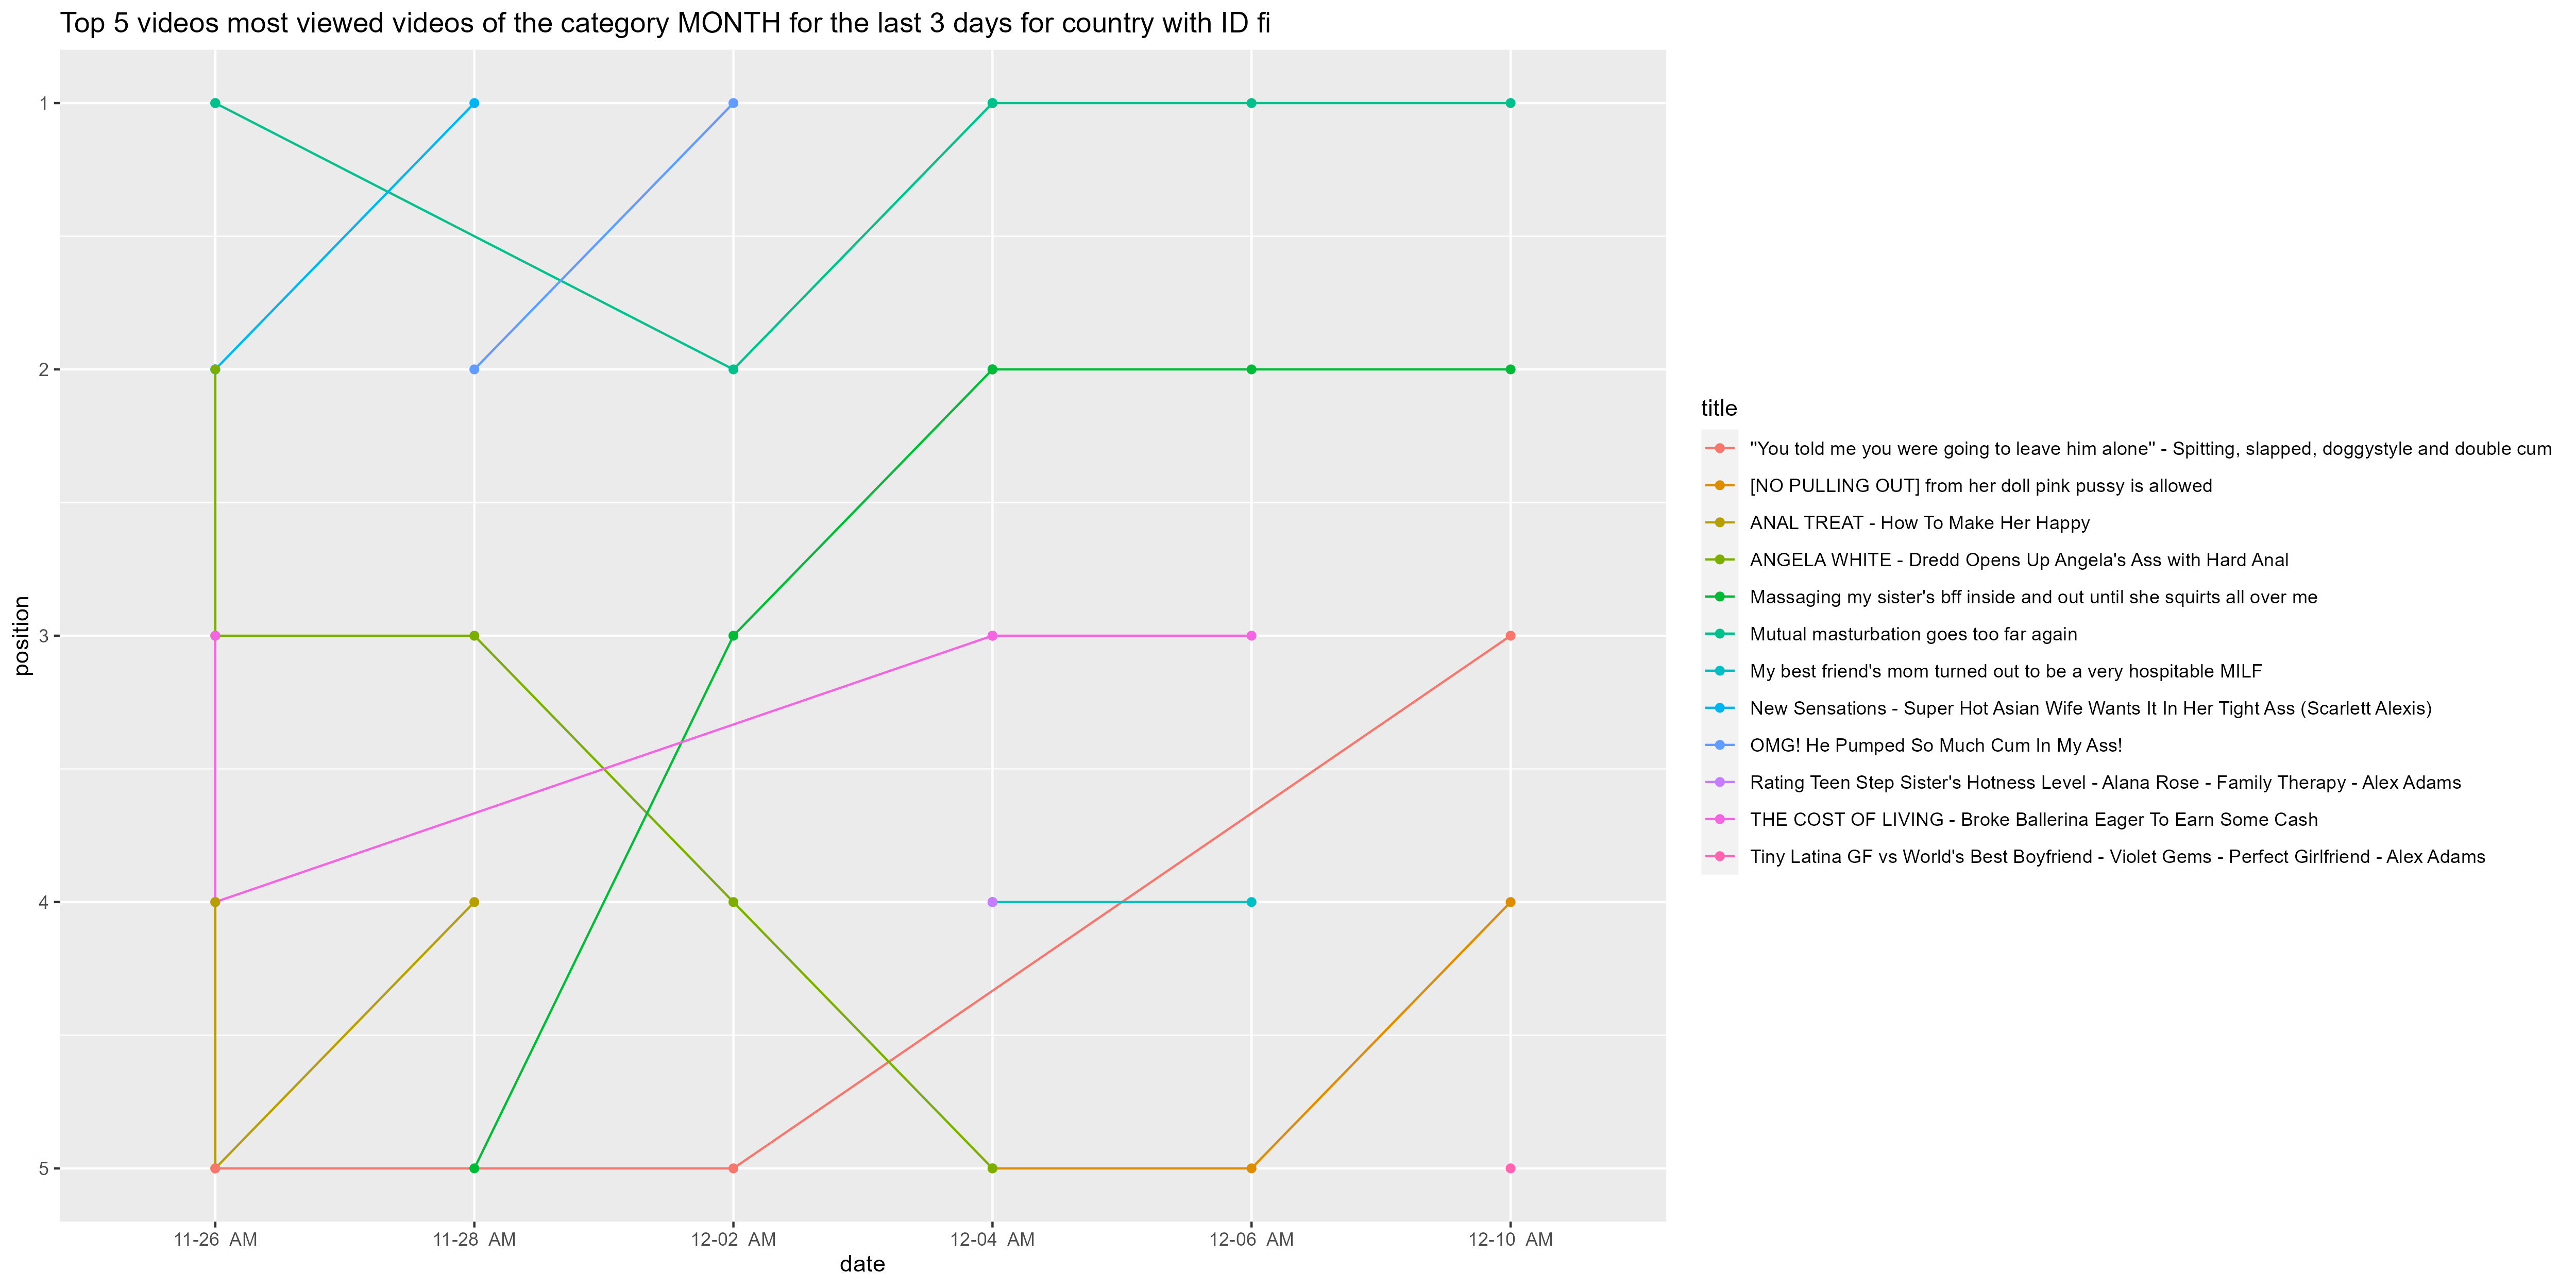 Top 5 videos most viewed videos of the category MONTH for the last 3 days for country with ID fi
position
1
2
3
4
5
11-26 AM
11-28 AM
12-02 AM
12-04 AM
12-06 AM
12-10 AM
date
title
"You told me you were going to leave him alone" - Spitting, slapped, doggystyle and double cum
[NO PULLING OUT] from her doll pink pussy is allowed
ANAL TREAT - How To Make Her Happy
ANGELA WHITE - Dredd Opens Up Angela's Ass with Hard Anal
Massaging my sister's bff inside and out until she squirts all over me
Mutual masturbation goes too far again
My best friend's mom turned out to be a very hospitable MILF
New Sensations - Super Hot Asian Wife Wants It In Her Tight Ass (Scarlett Alexis)
OMG! He Pumped So Much Cum In My Ass!
Rating Teen Step Sister's Hotness Level - Alana Rose - Family Therapy - Alex Adams
THE COST OF LIVING - Broke Ballerina Eager To Earn Some Cash
Tiny Latina GF vs World's Best Boyfriend - Violet Gems - Perfect Girlfriend - Alex Adams